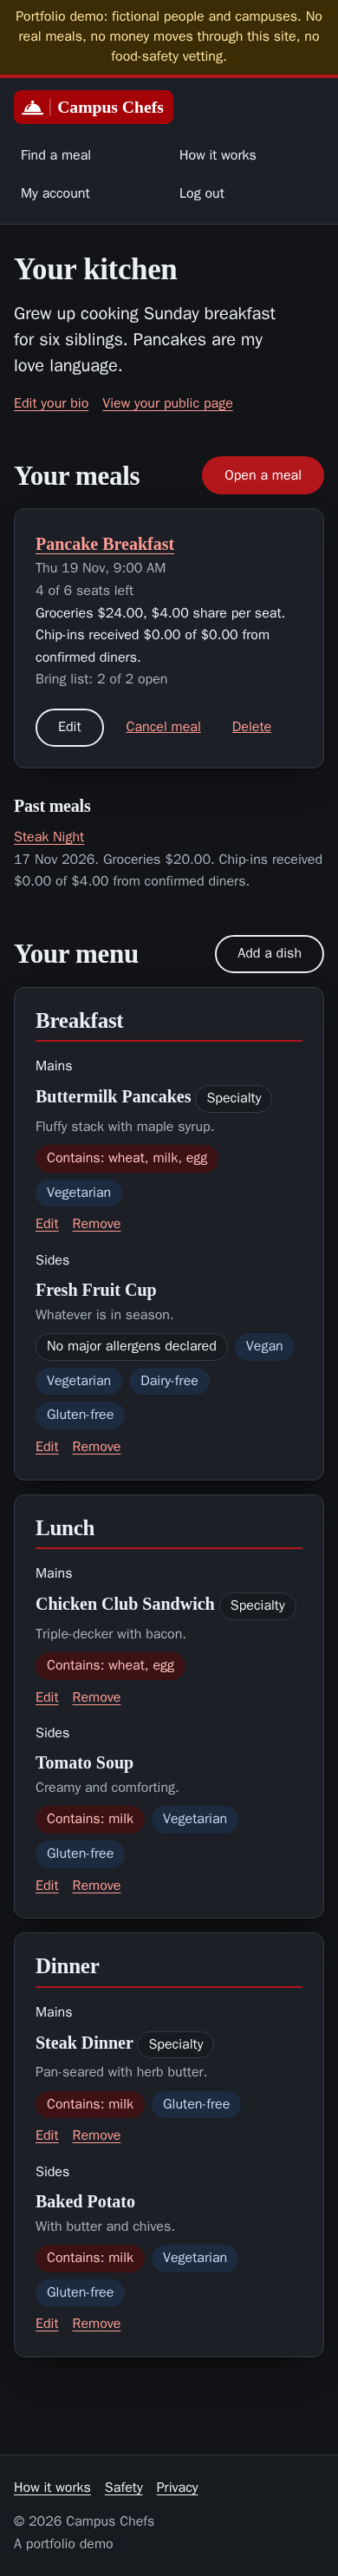 Portfolio demo: fictional people and campuses. No
real meals, no money moves through this site, no
food-safety vetting.
Campus Chefs
Find a meal
How it works
My account
Log out
Your kitchen
Grew up cooking Sunday breakfast
for six siblings. Pancakes are my
love language.
Edit your bio View your public page
Your meals
Open a meal
Pancake Breakfast
Thu 19 Nov, 9:00 AM
4 of 6 seats left
Groceries $24.00, $4.00 share per seat.
Chip-ins received $0.00 of $0.00 from
confirmed diners.
Bring list: 2 of 2 open
Edit Cancel meal Delete
Past meals
Steak Night
17 Nov 2026. Groceries $20.00. Chip-ins received
$0.00 of $4.00 from confirmed diners.
Your menu
Add a dish
Breakfast
Mains
Buttermilk Pancakes Specialty
Fluffy stack with maple syrup.
Contains: wheat, milk, egg
Vegetarian
Edit Remove
Sides
Fresh Fruit Cup
Whatever is in season.
No major allergens declared Vegan
Vegetarian Dairy-free
Gluten-free
Edit Remove
Lunch
Mains
Chicken Club Sandwich Specialty
Triple-decker with bacon.
Contains: wheat, egg
Edit Remove
Sides
Tomato Soup
Creamy and comforting.
Contains: milk Vegetarian
Gluten-free
Edit Remove
Dinner
Mains
Steak Dinner Specialty
Pan-seared with herb butter.
Contains: milk Gluten-free
Edit Remove
Sides
Baked Potato
With butter and chives.
Contains: milk Vegetarian
Gluten-free
Edit Remove
How it works Safety Privacy
© 2026 Campus Chefs
A portfolio demo